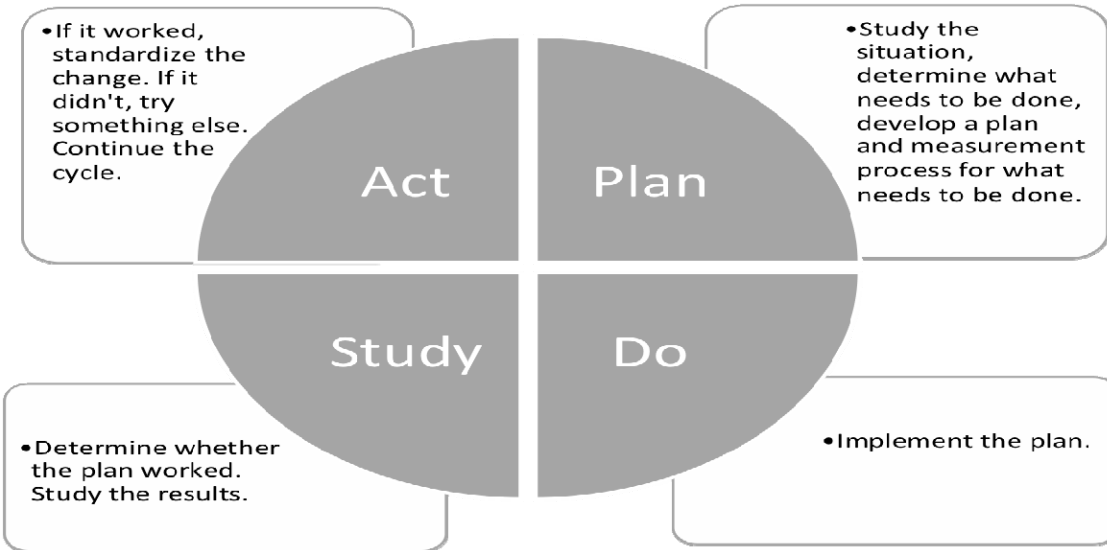 •If it worked,
standardize the
change. If it
didn't, try
something else.
Continue the
cycle.
Act
Plan
•Study the
situation,
determine what
needs to be done,
develop a plan
and measurement
process for what
needs to be done.
Study
Do
•Determine whether
the plan worked.
Study the results.
•Implement the plan.